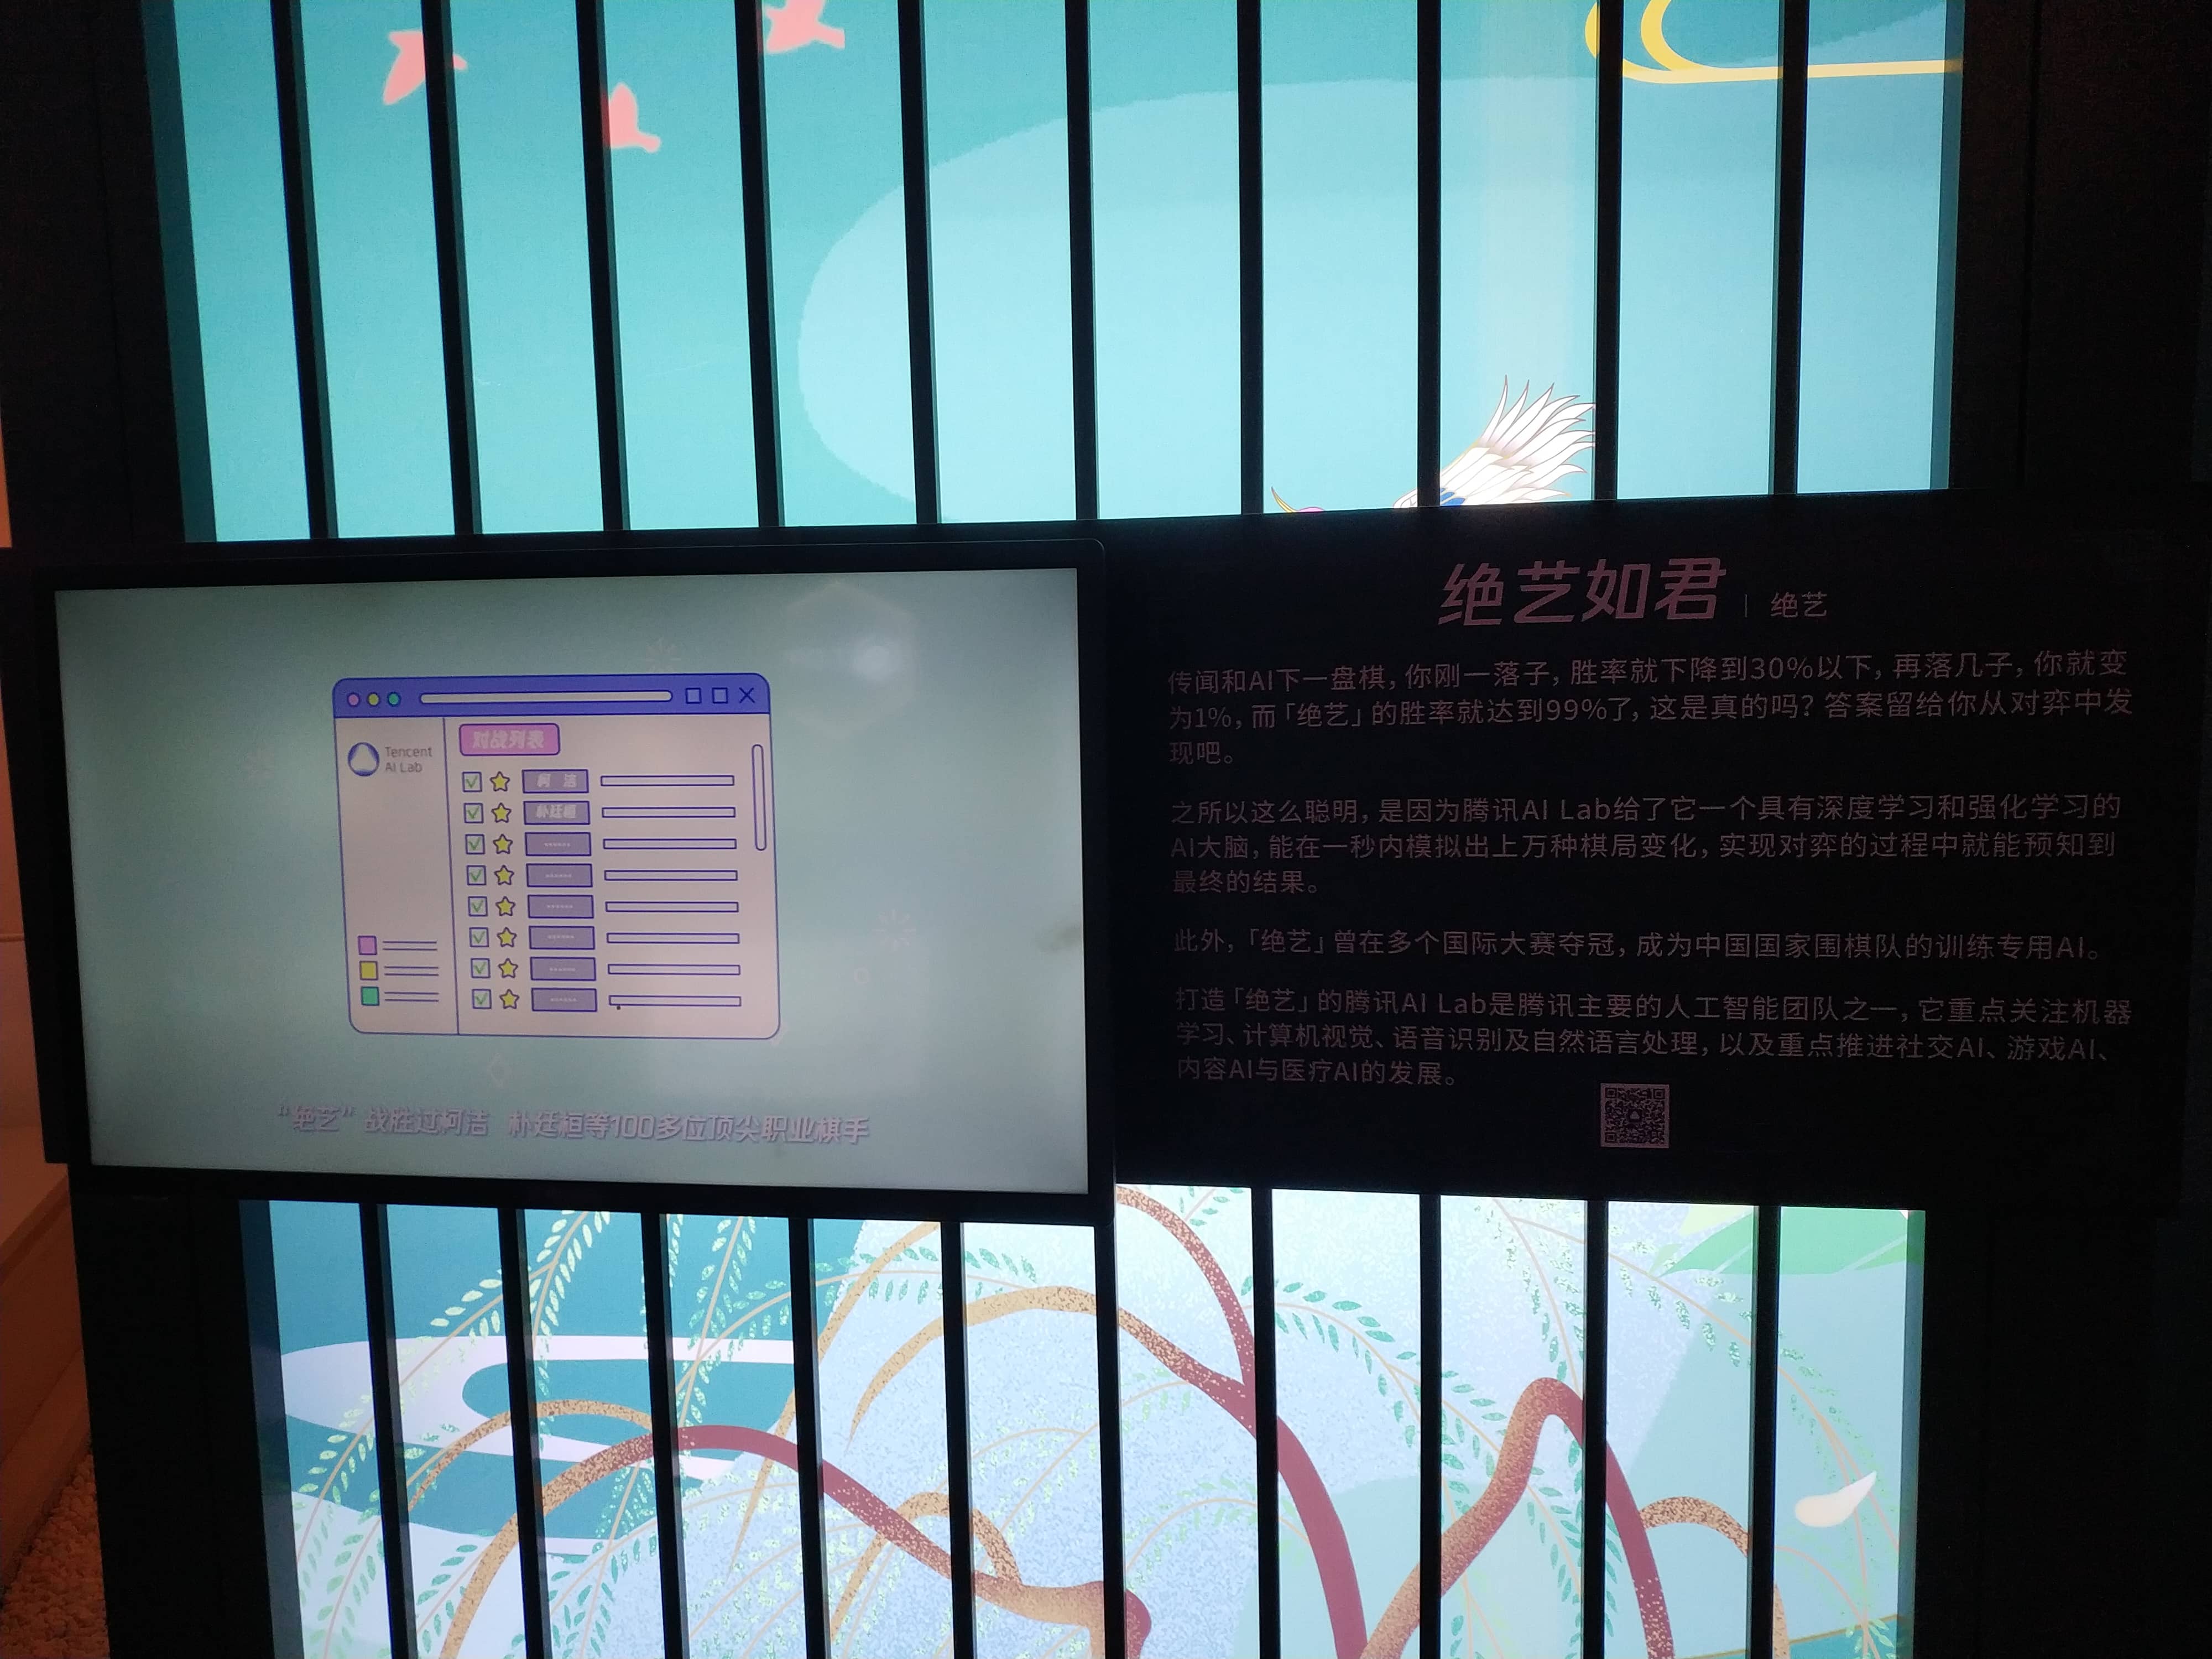 Tencent
AI Lab
对战列表
柯 洁
朴廷桓
“绝艺”战胜过柯洁 朴廷桓等100多位顶尖职业棋手
绝艺如君 | 绝艺
传闻和AI下一盘棋,你刚一落子,胜率就下降到30%以下,再落几子,你就变
为1%,而「绝艺」的胜率就达到99%了,这是真的吗？答案留给你从对弈中发
现吧。
之所以这么聪明,是因为腾讯AI Lab给了它一个具有深度学习和强化学习的
AI大脑,能在一秒内模拟出上万种棋局变化,实现对弈的过程中就能预知到
最终的结果。
此外,「绝艺」曾在多个国际大赛夺冠,成为中国国家围棋队的训练专用AI。
打造「绝艺」的腾讯AI Lab是腾讯主要的人工智能团队之一,它重点关注机器
学习、计算机视觉、语音识别及自然语言处理,以及重点推进社交AI、游戏AI、
内容AI与医疗AI的发展。